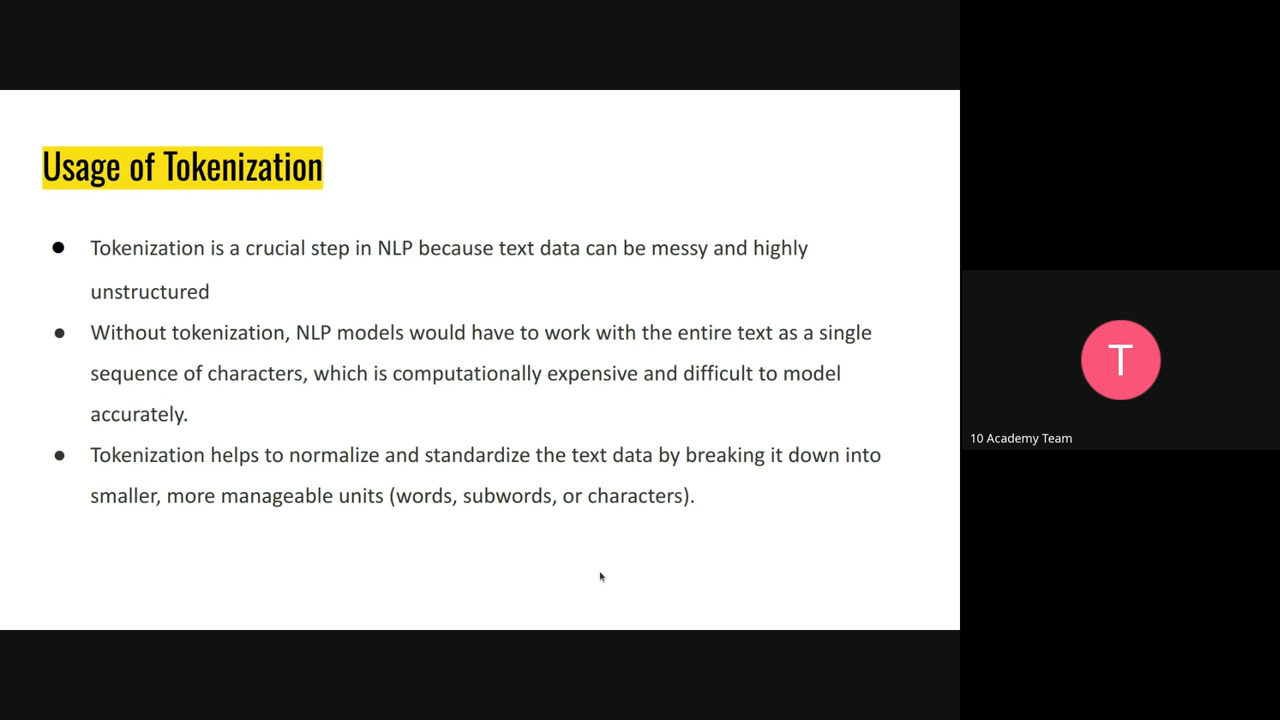 Usage of Tokenization
● Tokenization is a crucial step in NLP because text data can be messy and highly
unstructured
● Without tokenization, NLP models would have to work with the entire text as a single
sequence of characters, which is computationally expensive and difficult to model
accurately.
● Tokenization helps to normalize and standardize the text data by breaking it down into
smaller, more manageable units (words, subwords, or characters).
T
10 Academy Team